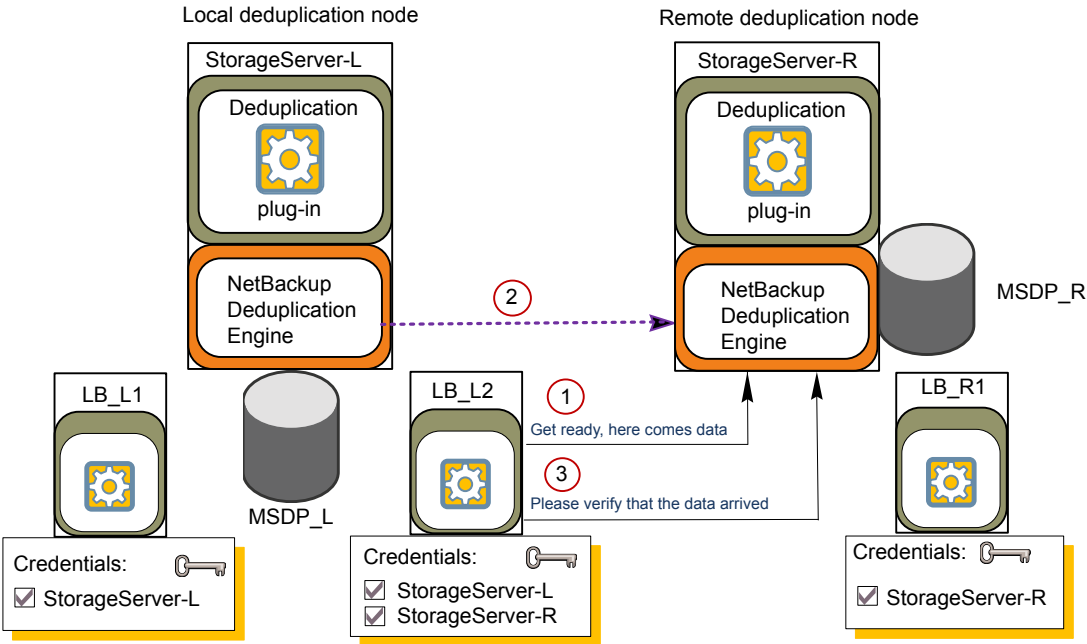 Local deduplication node
Remote deduplication node
StorageServer-L
Deduplication
plug-in
NetBackup
Deduplication
Engine
StorageServer-R
Deduplication
plug-in
NetBackup
Deduplication
Engine
MSDP_R
2
LB_L1
MSDP_L
LB_L2
1
Get ready, here comes data
3
Please verify that the data arrived
LB_R1
Credentials:
StorageServer-L
Credentials:
StorageServer-L
StorageServer-R
Credentials:
StorageServer-R